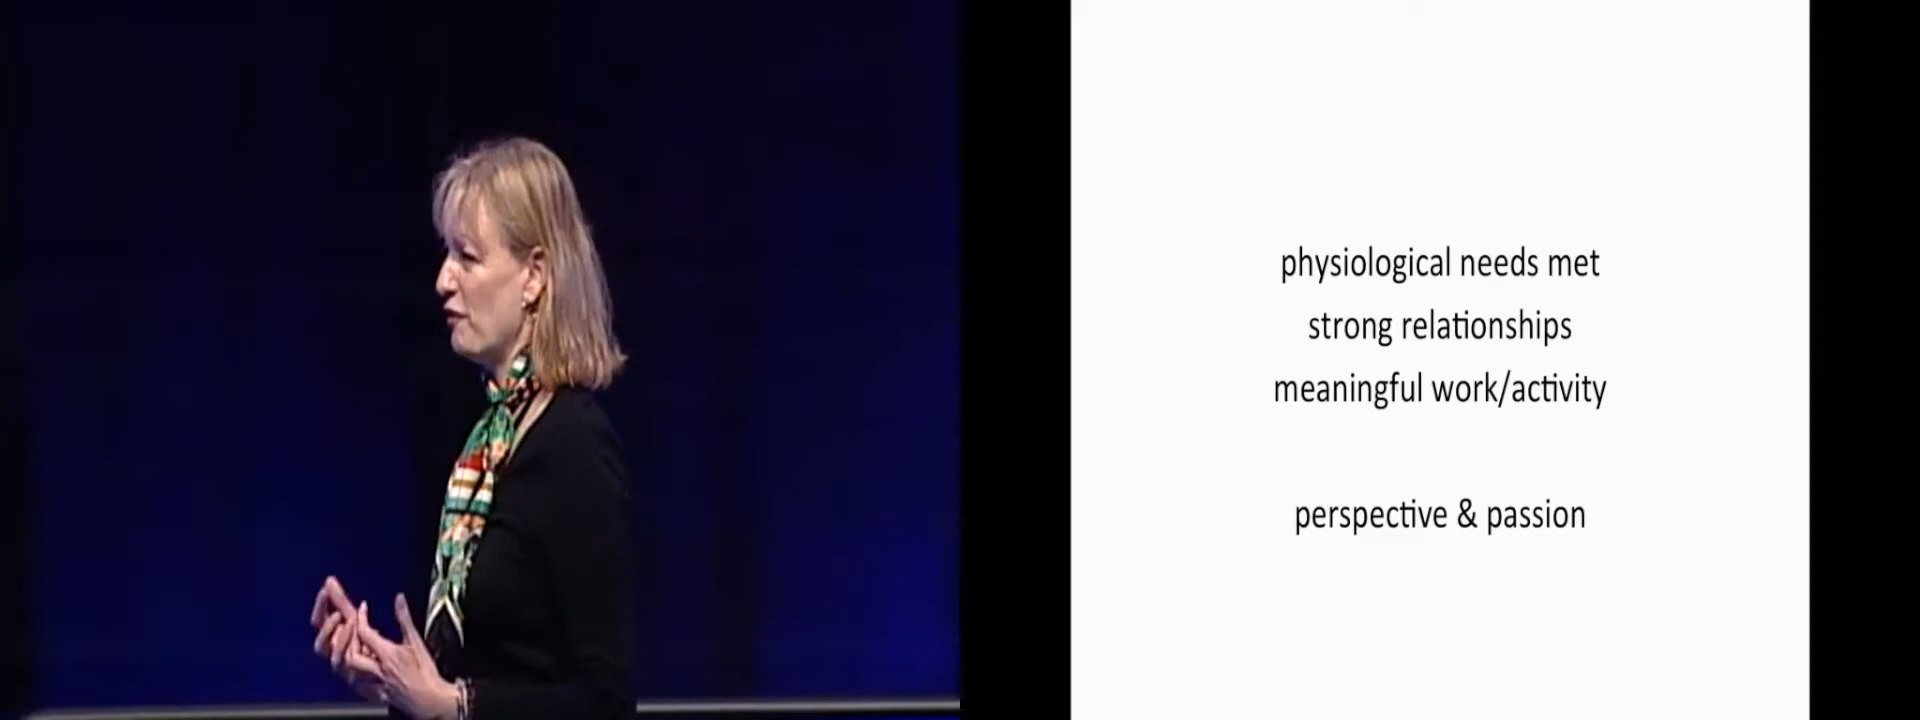 physiological needs met
strong relationships
meaningful work/activity
perspective & passion